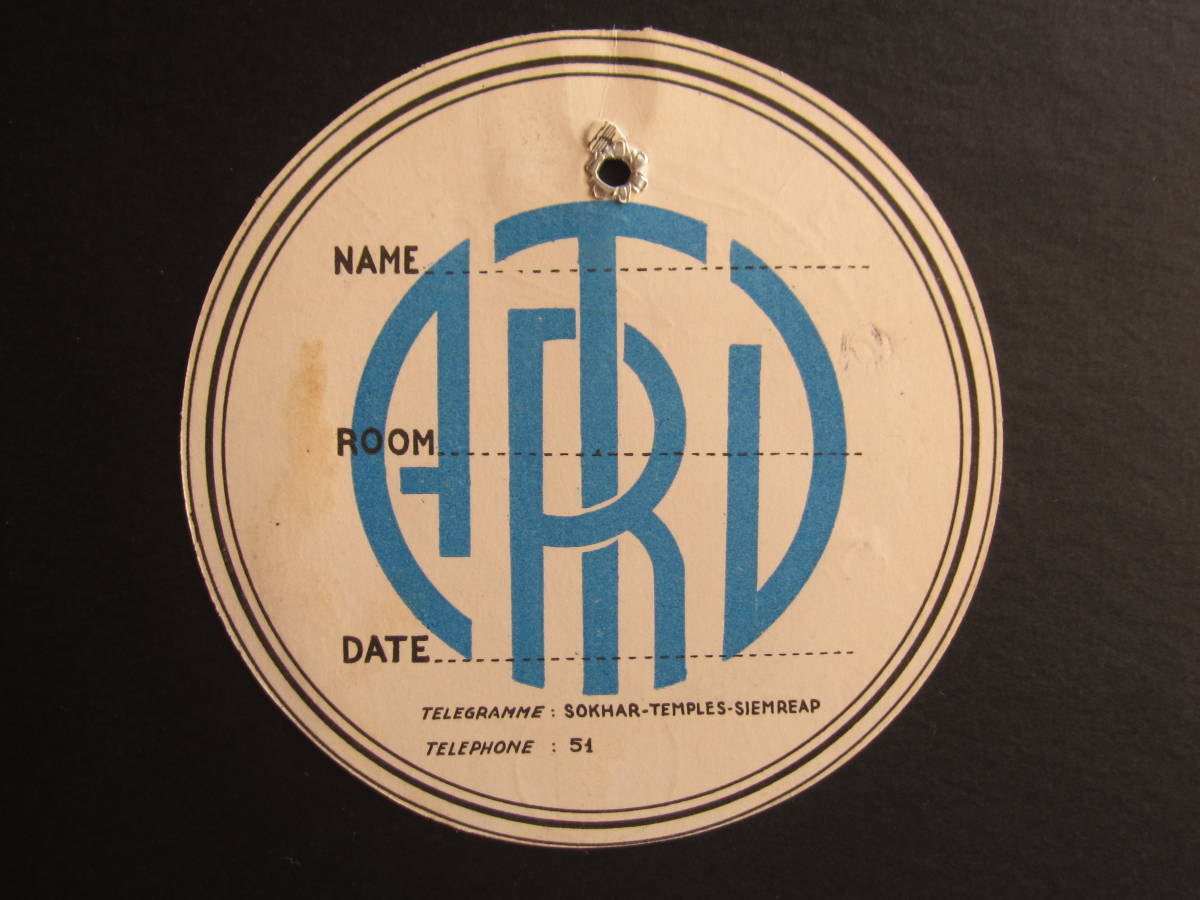 NAME
ROOM
DATE
TELEGRAMME : SOKHAR-TEMPLES-SIEMREAP
TELEPHONE : 51